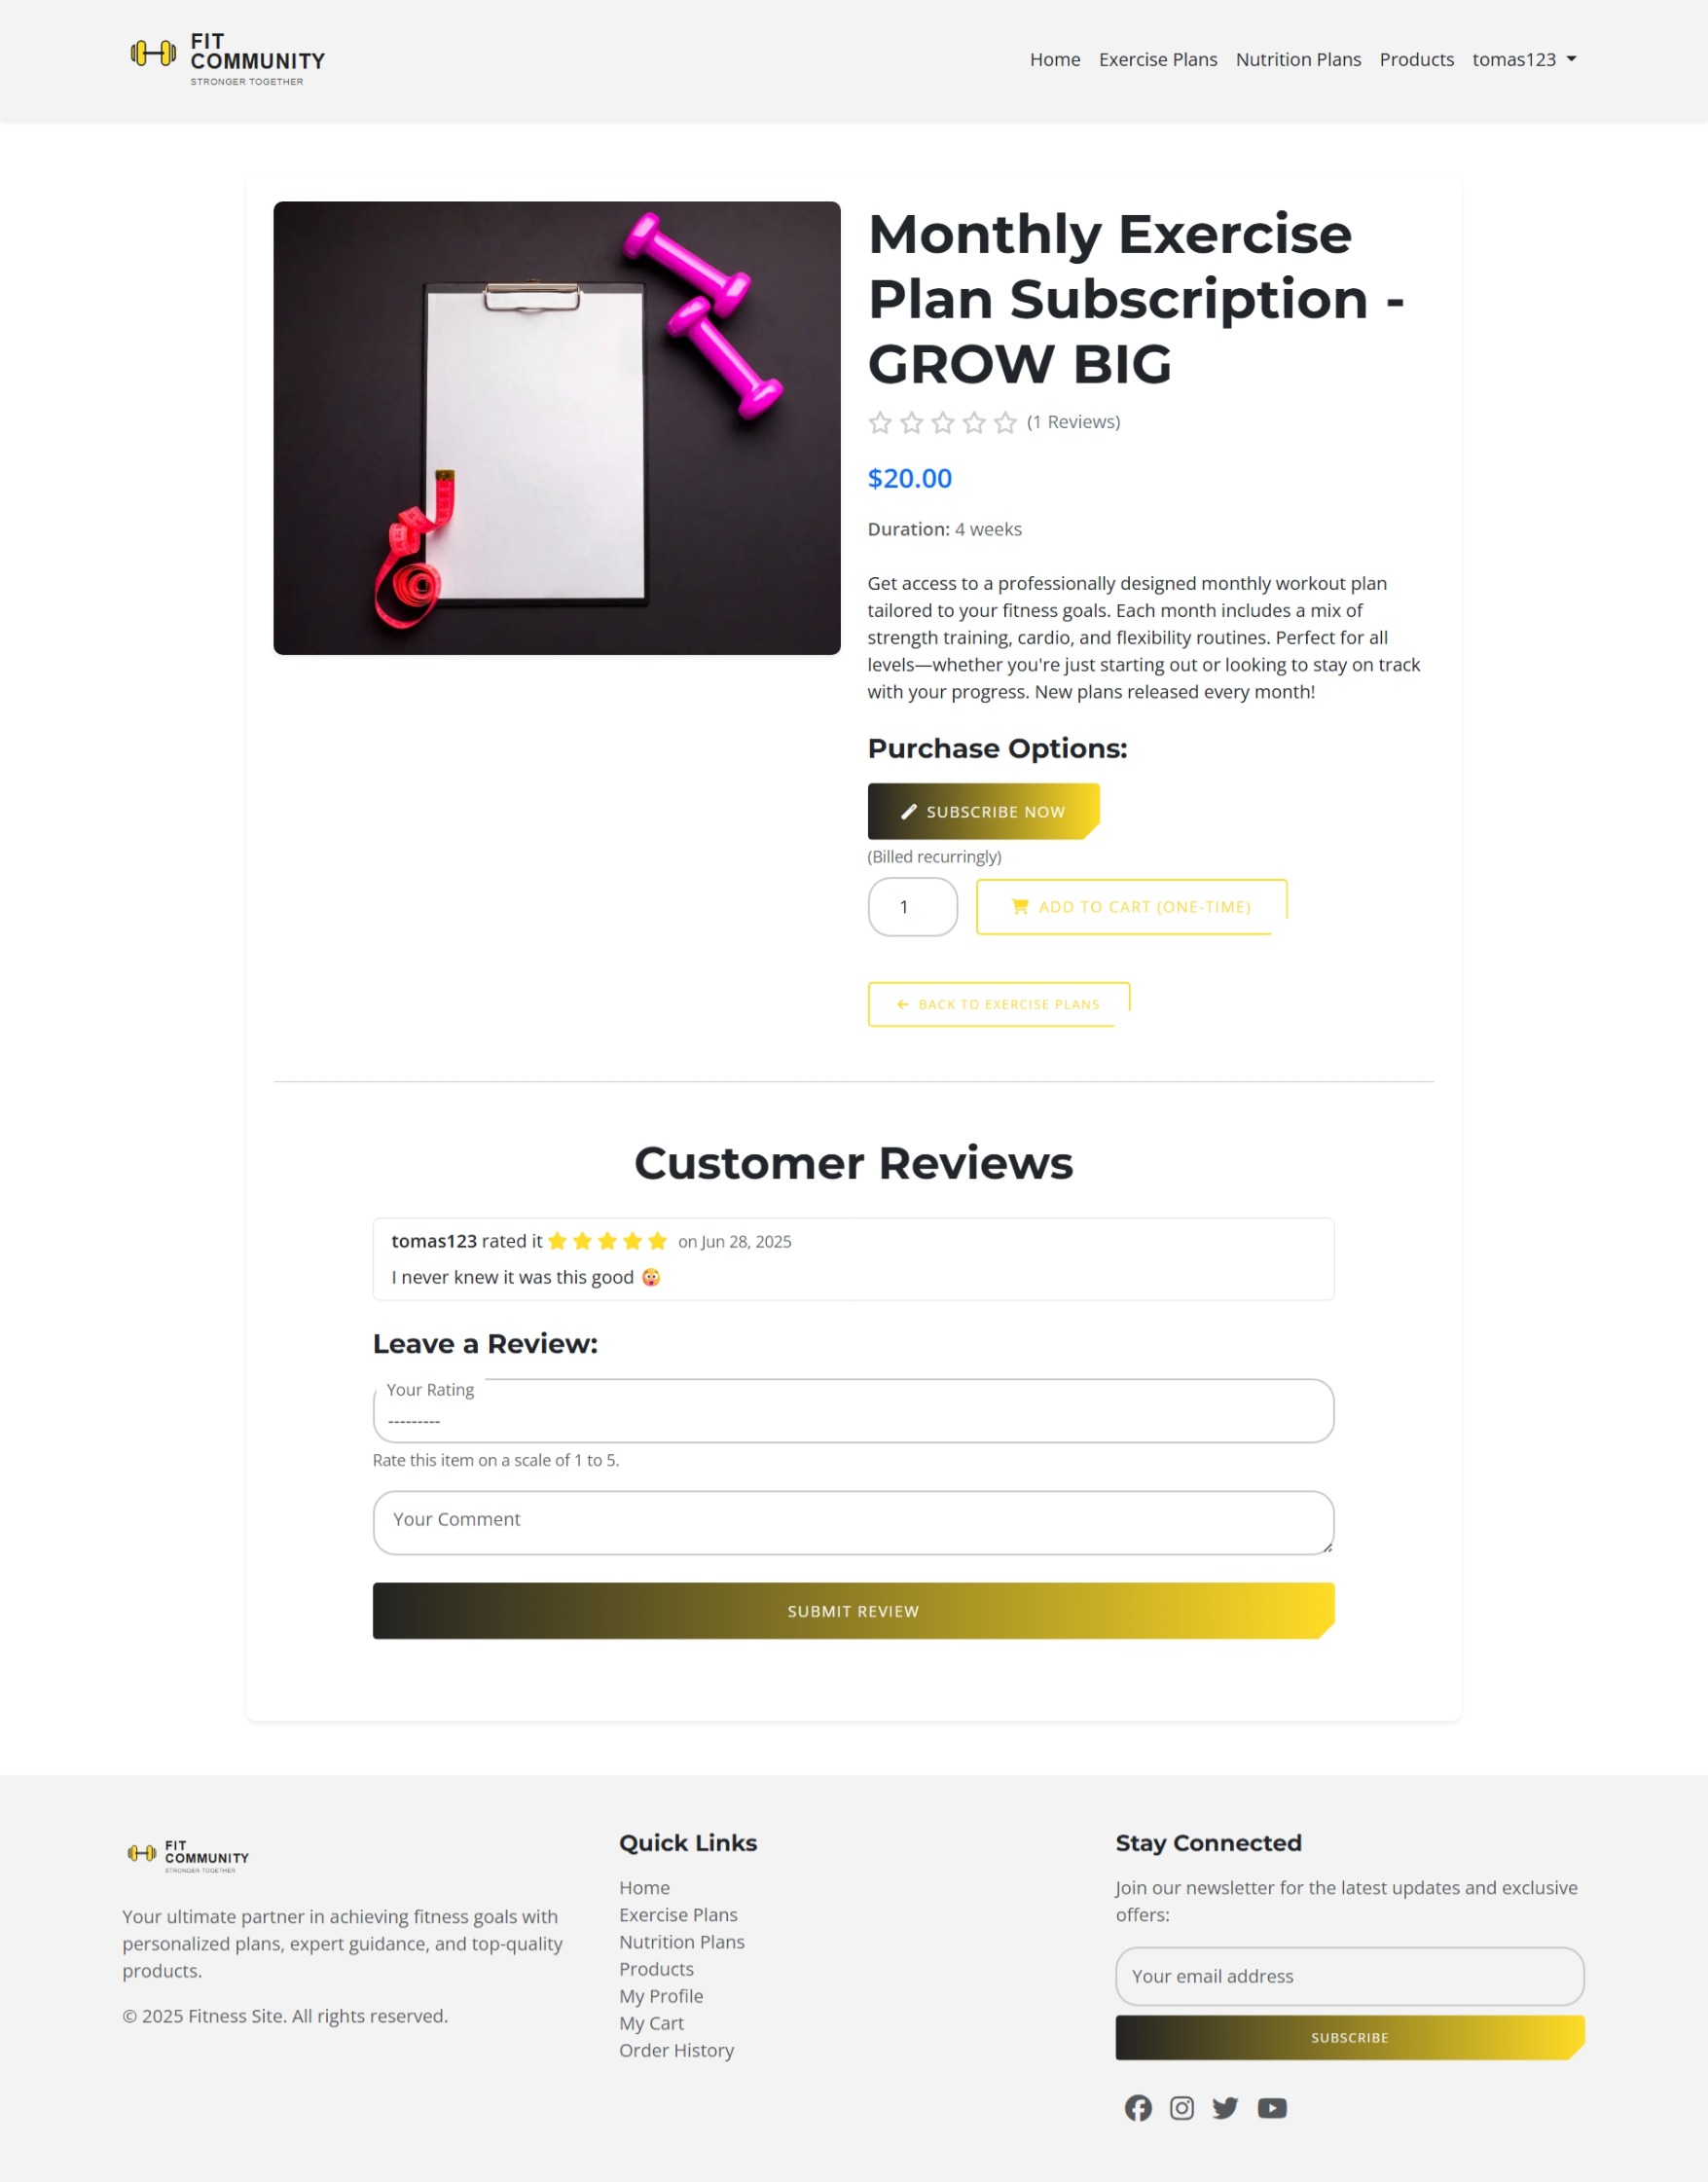 FIT
COMMUNITY
STRONGER TOGETHER
Home Exercise Plans Nutrition Plans Products tomas123
Monthly Exercise
Plan Subscription -
GROW BIG
(1 Reviews)
$20.00
Duration: 4 weeks
Get access to a professionally designed monthly workout plan
tailored to your fitness goals. Each month includes a mix of
strength training, cardio, and flexibility routines. Perfect for all
levels—whether you're just starting out or looking to stay on track
with your progress. New plans released every month!
Purchase Options:
SUBSCRIBE NOW
(Billed recurringly)
1 ADD TO CART (ONE-TIME)
BACK TO EXERCISE PLANS
Customer Reviews
tomas123 rated it on Jun 28, 2025
I never knew it was this good 😱
Leave a Review:
Your Rating
---------
Rate this item on a scale of 1 to 5.
Your Comment
SUBMIT REVIEW
FIT
COMMUNITY
STRONGER TOGETHER
Your ultimate partner in achieving fitness goals with
personalized plans, expert guidance, and top-quality
products.
© 2025 Fitness Site. All rights reserved.
Quick Links
Home
Exercise Plans
Nutrition Plans
Products
My Profile
My Cart
Order History
Stay Connected
Join our newsletter for the latest updates and exclusive
offers:
Your email address
SUBSCRIBE